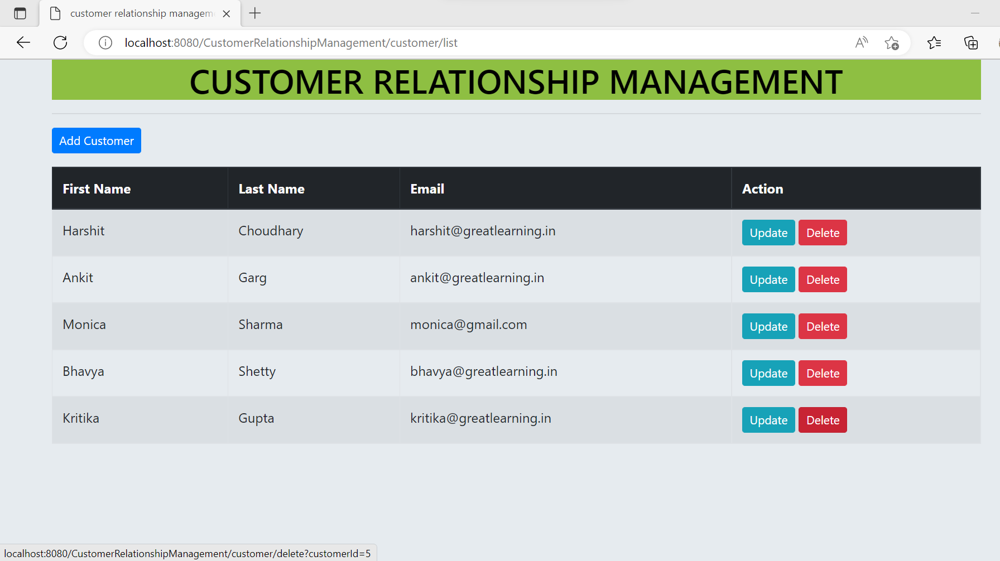 customer relationship managem
localhost:8080/CustomerRelationshipManagement/customer/list
CUSTOMER RELATIONSHIP MANAGEMENT
Add Customer
First Name Last Name Email Action
Harshit Choudhary harshit@greatlearning.in Update Delete
Ankit Garg ankit@greatlearning.in Update Delete
Monica Sharma monica@gmail.com Update Delete
Bhavya Shetty bhavya@greatlearning.in Update Delete
Kritika Gupta kritika@greatlearning.in Update Delete
localhost:8080/CustomerRelationshipManagement/customer/delete?customerId=5